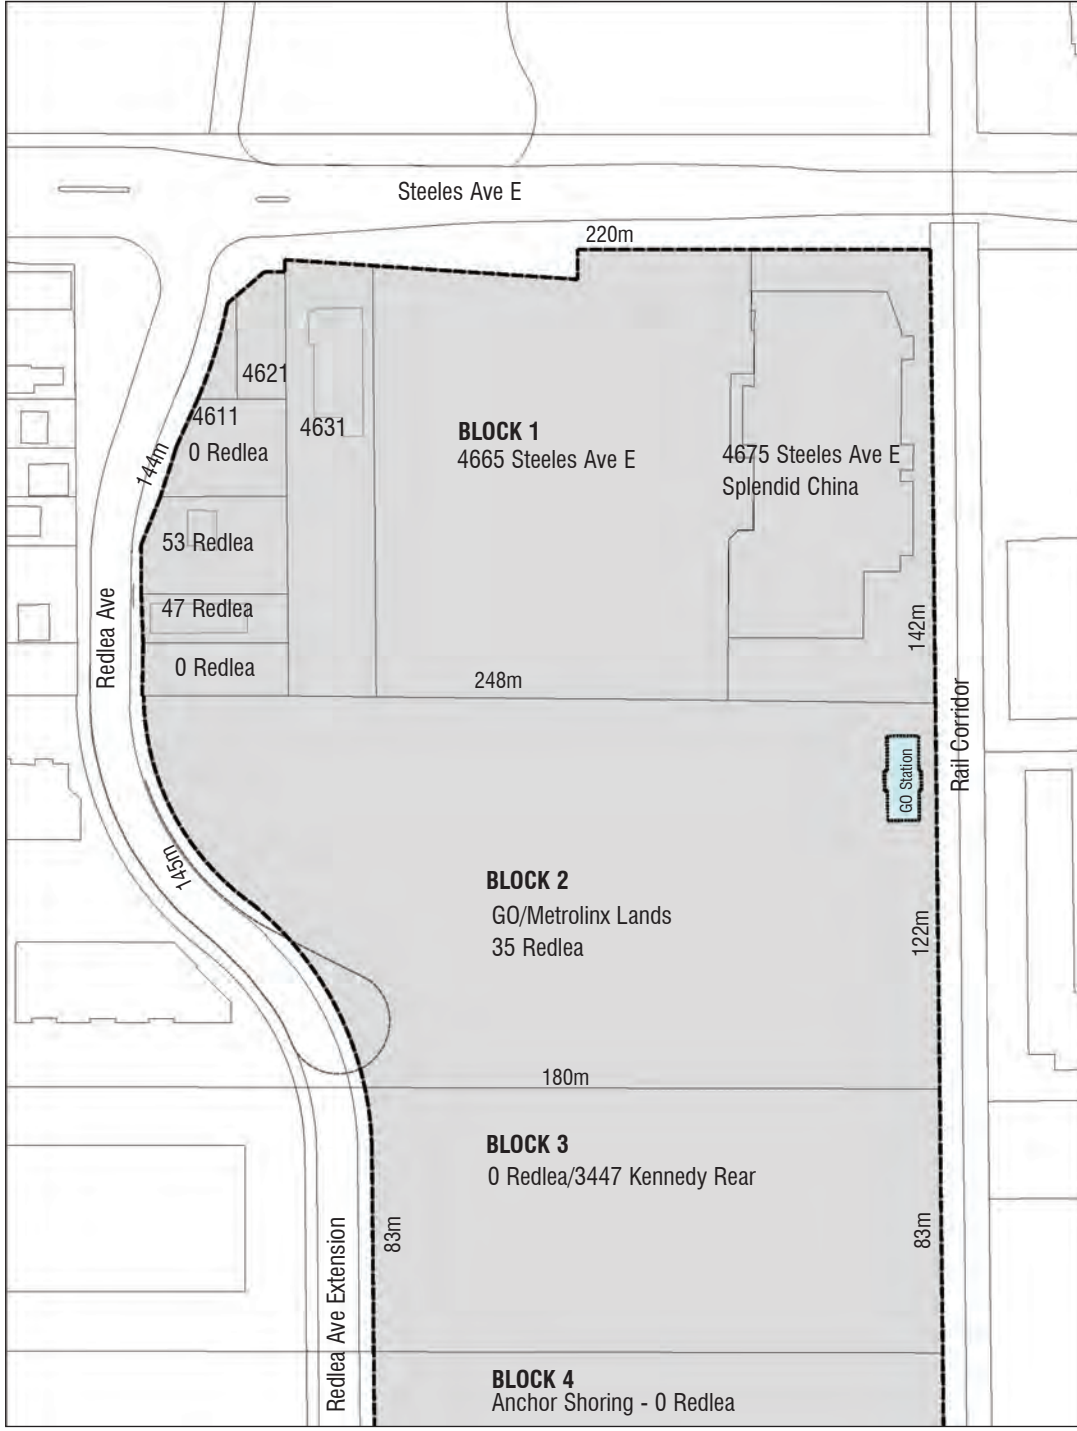 Steeles Ave E
220m
4621
4611
0 Redlea
144m
4631
BLOCK 1
4665 Steeles Ave E
4675 Steeles Ave E
Splendid China
53 Redlea
47 Redlea
0 Redlea
Redlea Ave
142m
248m
Rail Corridor
GO Station
145m
BLOCK 2
GO/Metrolinx Lands
35 Redlea
122m
180m
BLOCK 3
0 Redlea/3447 Kennedy Rear
83m
83m
Redlea Ave Extension
BLOCK 4
Anchor Shoring - 0 Redlea